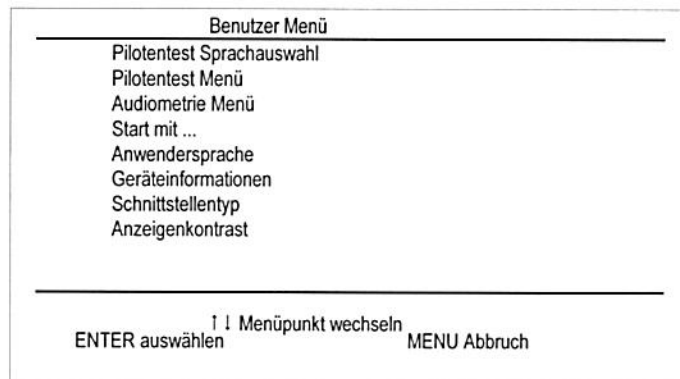 Benutzer Menü
Pilotentest Sprachauswahl
Pilotentest Menü
Audiometrie Menü
Start mit ...
Anwendersprache
Geräteinformationen
Schnittstellentyp
Anzeigenkontrast
↑ ↓ Menüpunkt wechseln
ENTER auswählen MENU Abbruch